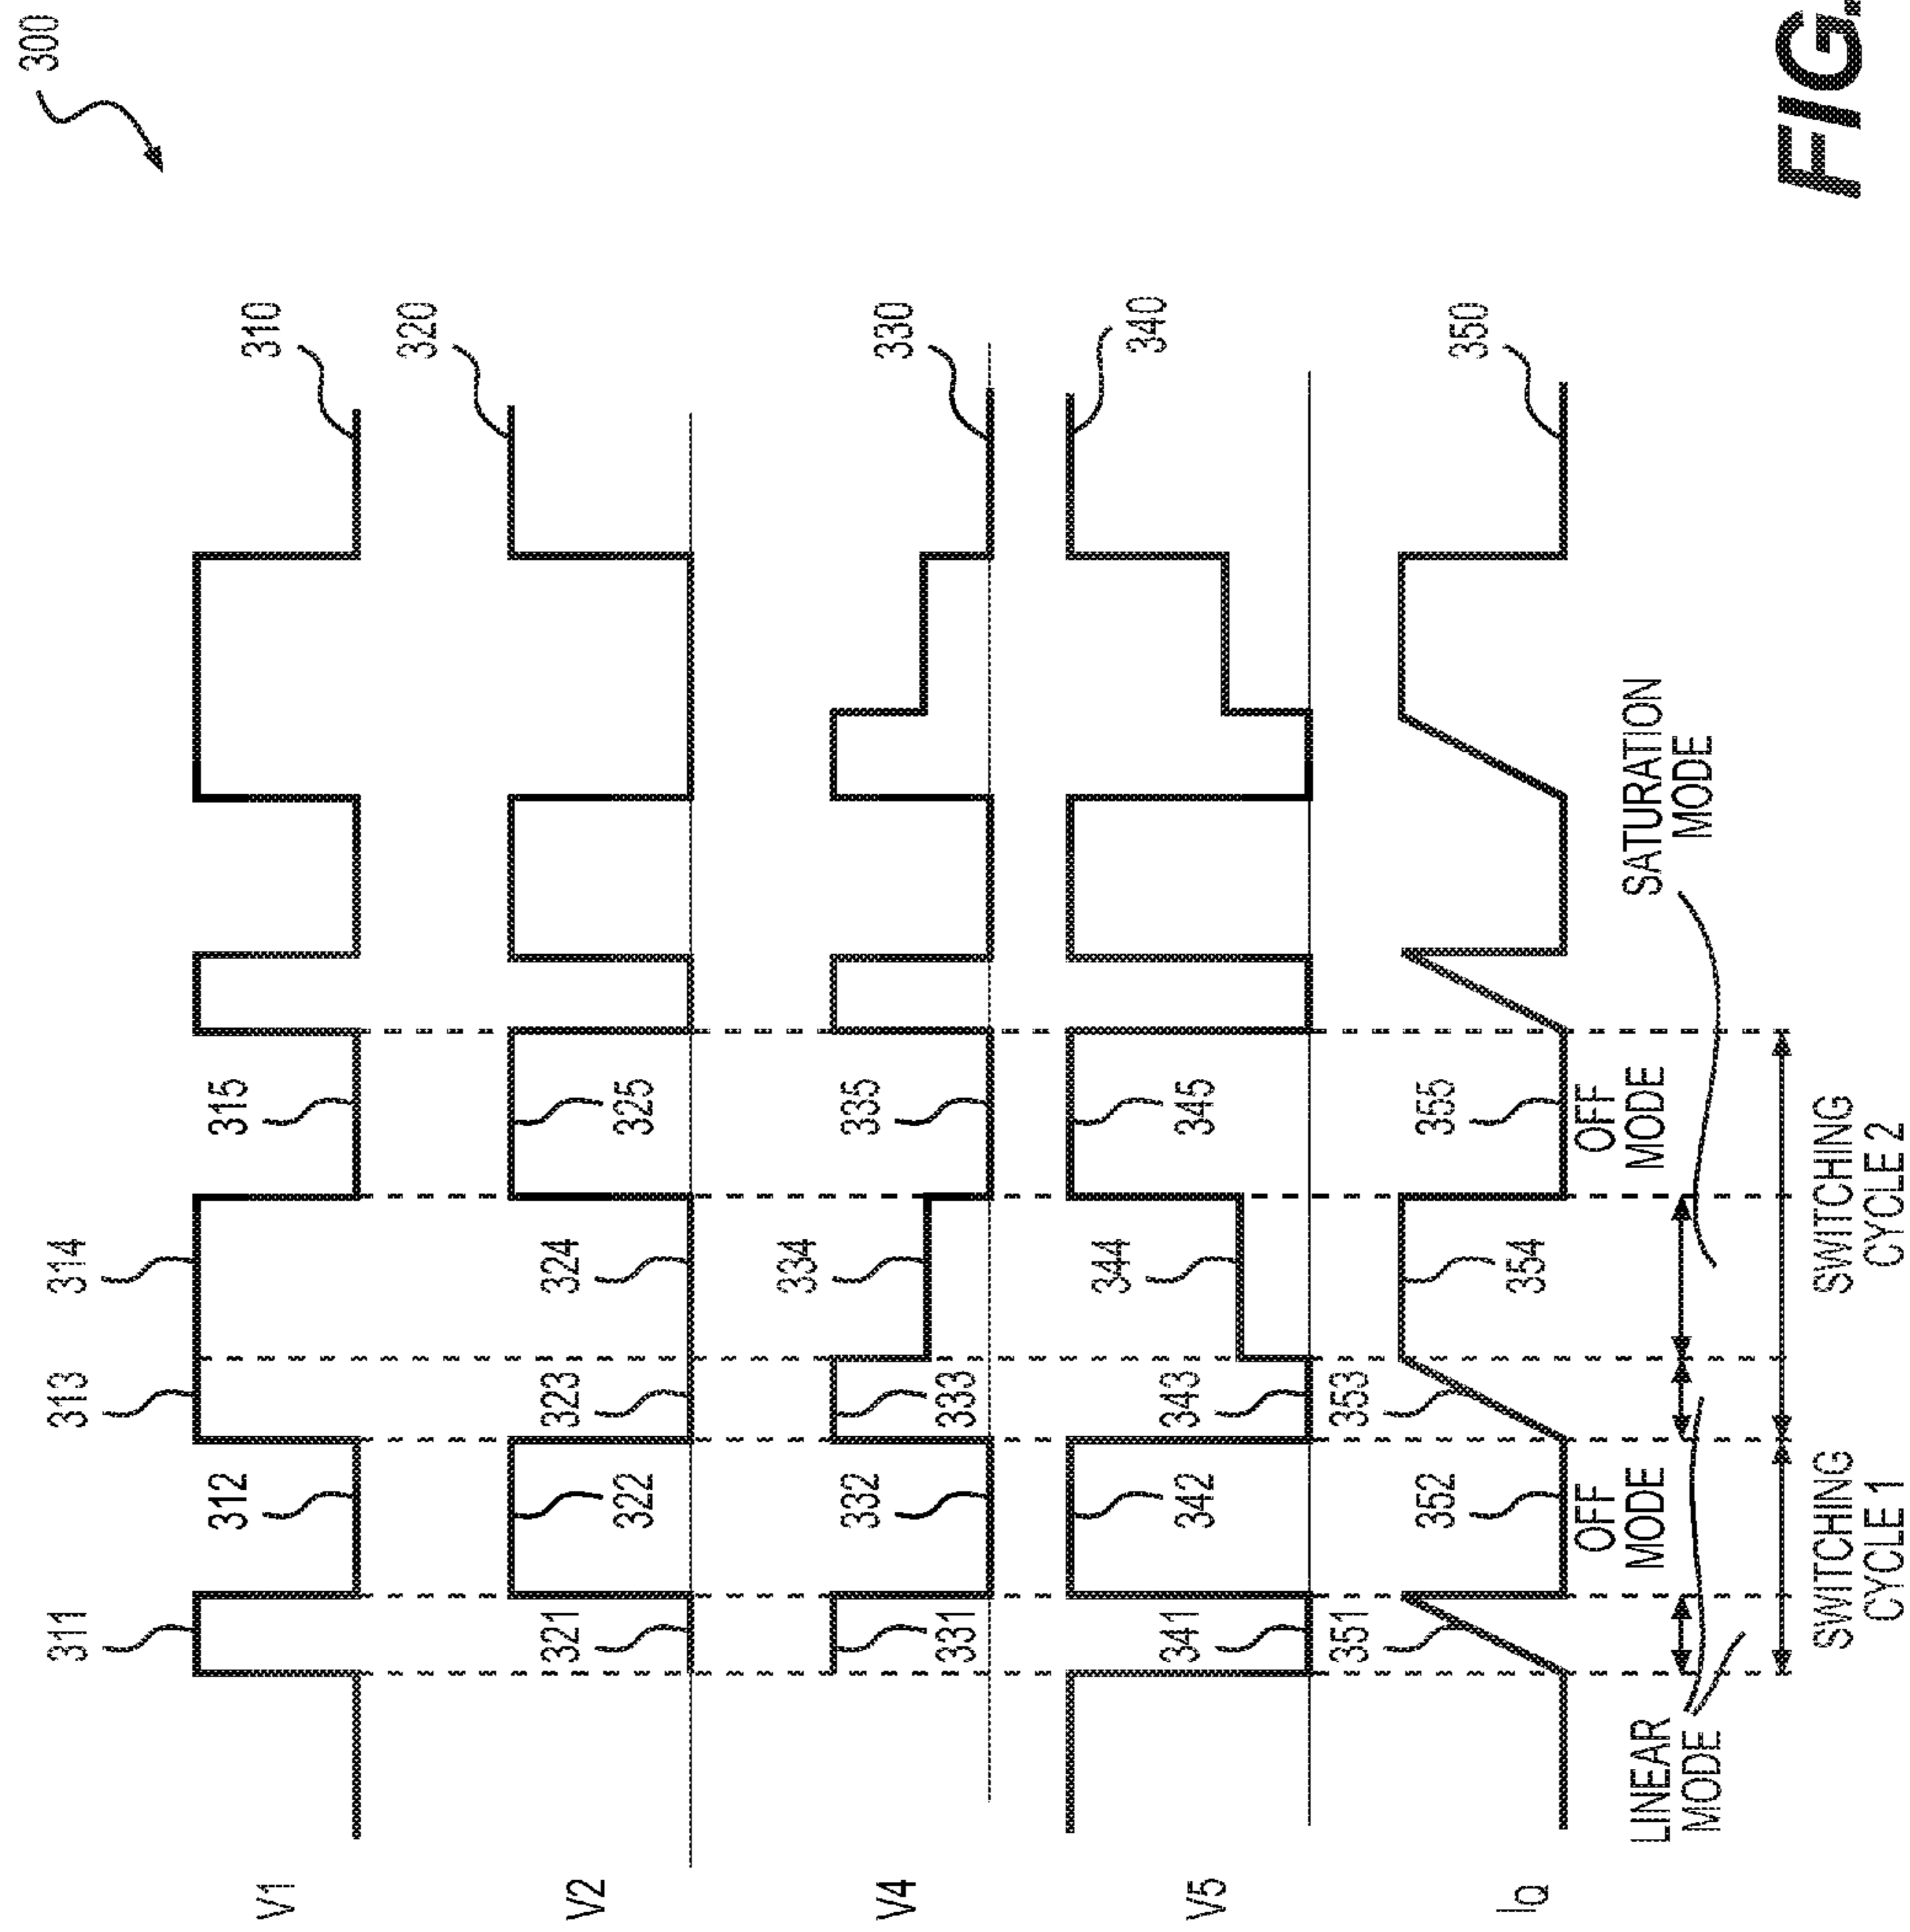 300
V1
311
312
313
314
315
310
V2
321
322
323
324
325
320
V4
331
332
333
334
335
330
V5
341
342
343
344
345
340
IQ
351
352
353
354
355
350
LINEAR
MODE
OFF
MODE
OFF
MODE
SATURATION
MODE
SWITCHING
CYCLE 1
SWITCHING
CYCLE 2
FIG.